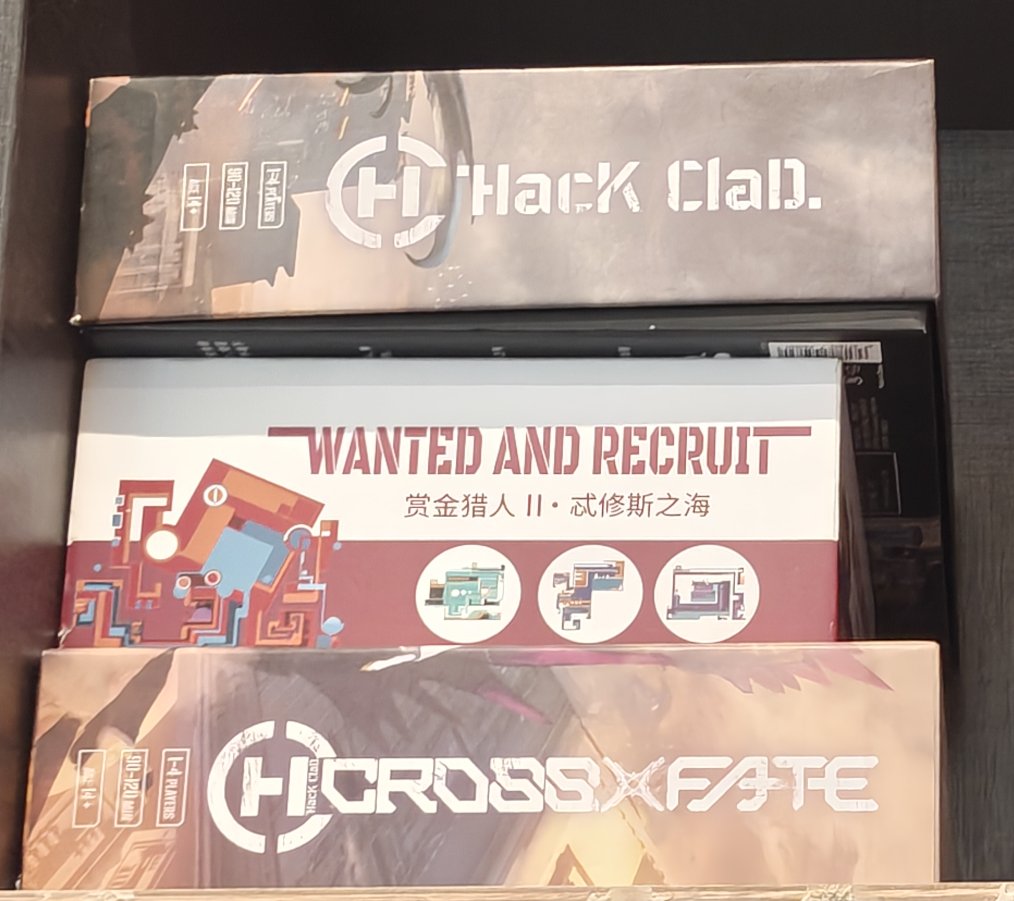 AGE 14+
90-120 MIN
1-4 PLAYERS
H
HacK ClaD.
WANTED AND RECRUIT
赏金猎人 II·忒修斯之海
AGE 14+
90-120 MIN
1-4 PLAYERS
H
HacK ClaD
CROSS×FATE